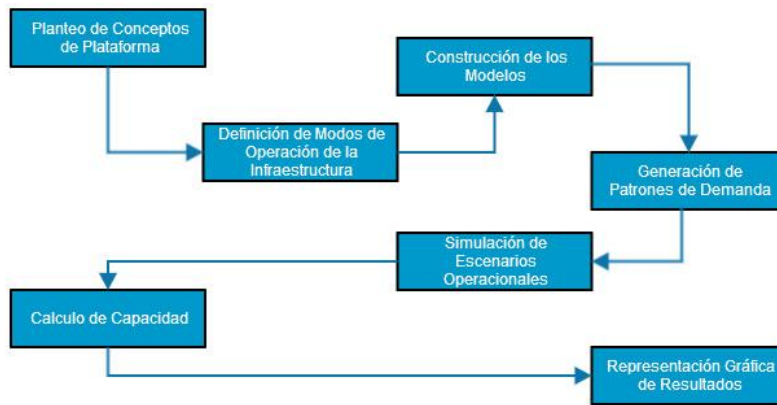 Planteo de Conceptos
de Plataforma
Definición de Modos de
Operación de la
Infraestructura
Construcción de los
Modelos
Generación de
Patrones de Demanda
Simulación de
Escenarios
Operacionales
Calculo de Capacidad
Representación Gráfica
de Resultados